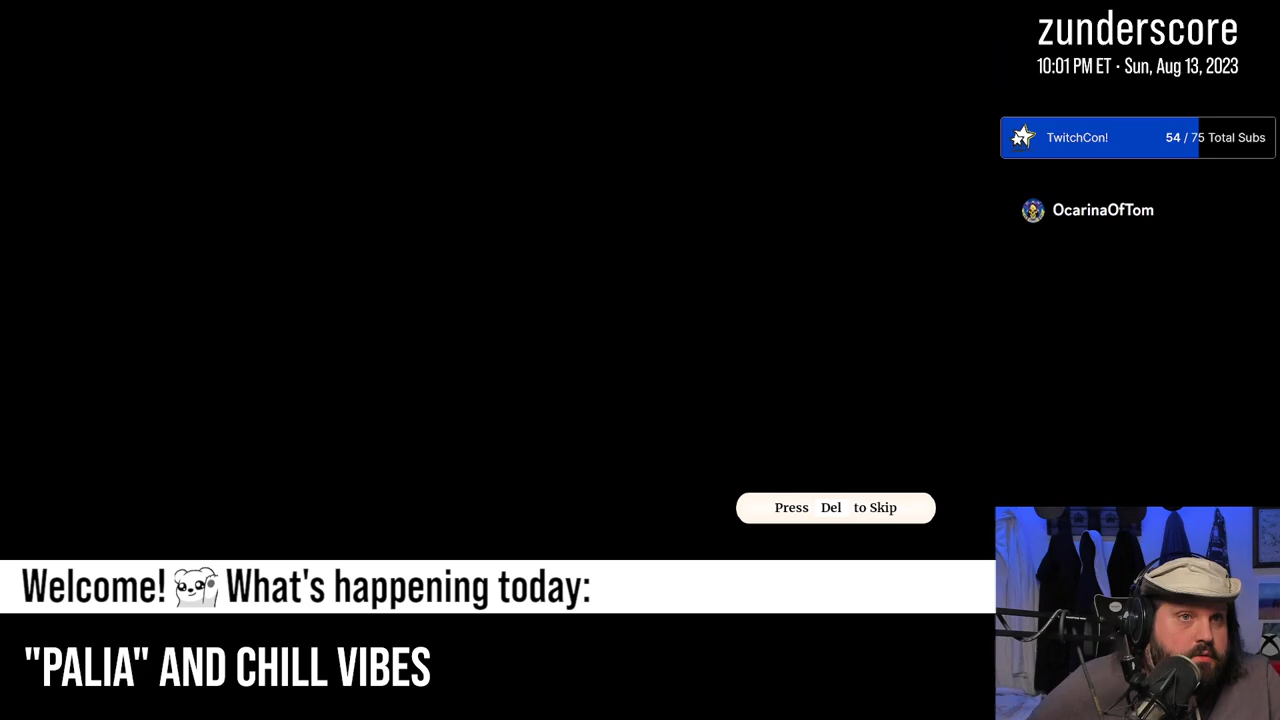 zunderscore
10:01 PM ET · Sun, Aug 13, 2023
TwitchCon! 54 / 75 Total Subs
OcarinaOfTom
Press Del to Skip
Welcome! What's happening today:
"PALIA" AND CHILL VIBES